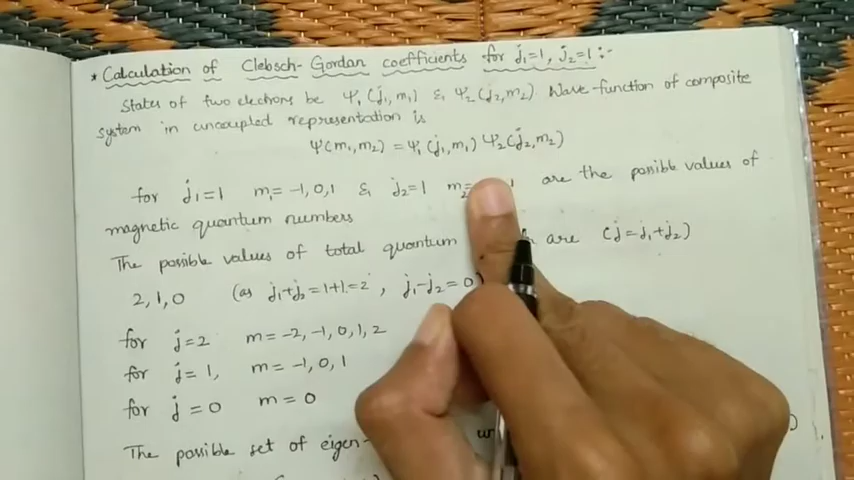 * Calculation of Clebsch-Gordan coefficients for j₁=1, j₂=1 :-
States of two electrons be Ψ₁(j₁,m₁) & Ψ₂(j₂,m₂). Wave-function of composite
system in uncoupled representation is
Ψ(m₁,m₂) = Ψ₁(j₁,m₁) Ψ₂(j₂,m₂)
for j₁=1 m₁= -1,0,1 & j₂=1 m₂= 1 are the possible values of
magnetic quantum numbers
The possible values of total quantum are (j=j₁+j₂)
2,1,0 (as j₁+j₂=1+1=2, j₁-j₂=0)
for j=2 m= -2,-1,0,1,2
for j=1, m= -1,0,1
for j=0 m=0
The possible set of eigen-